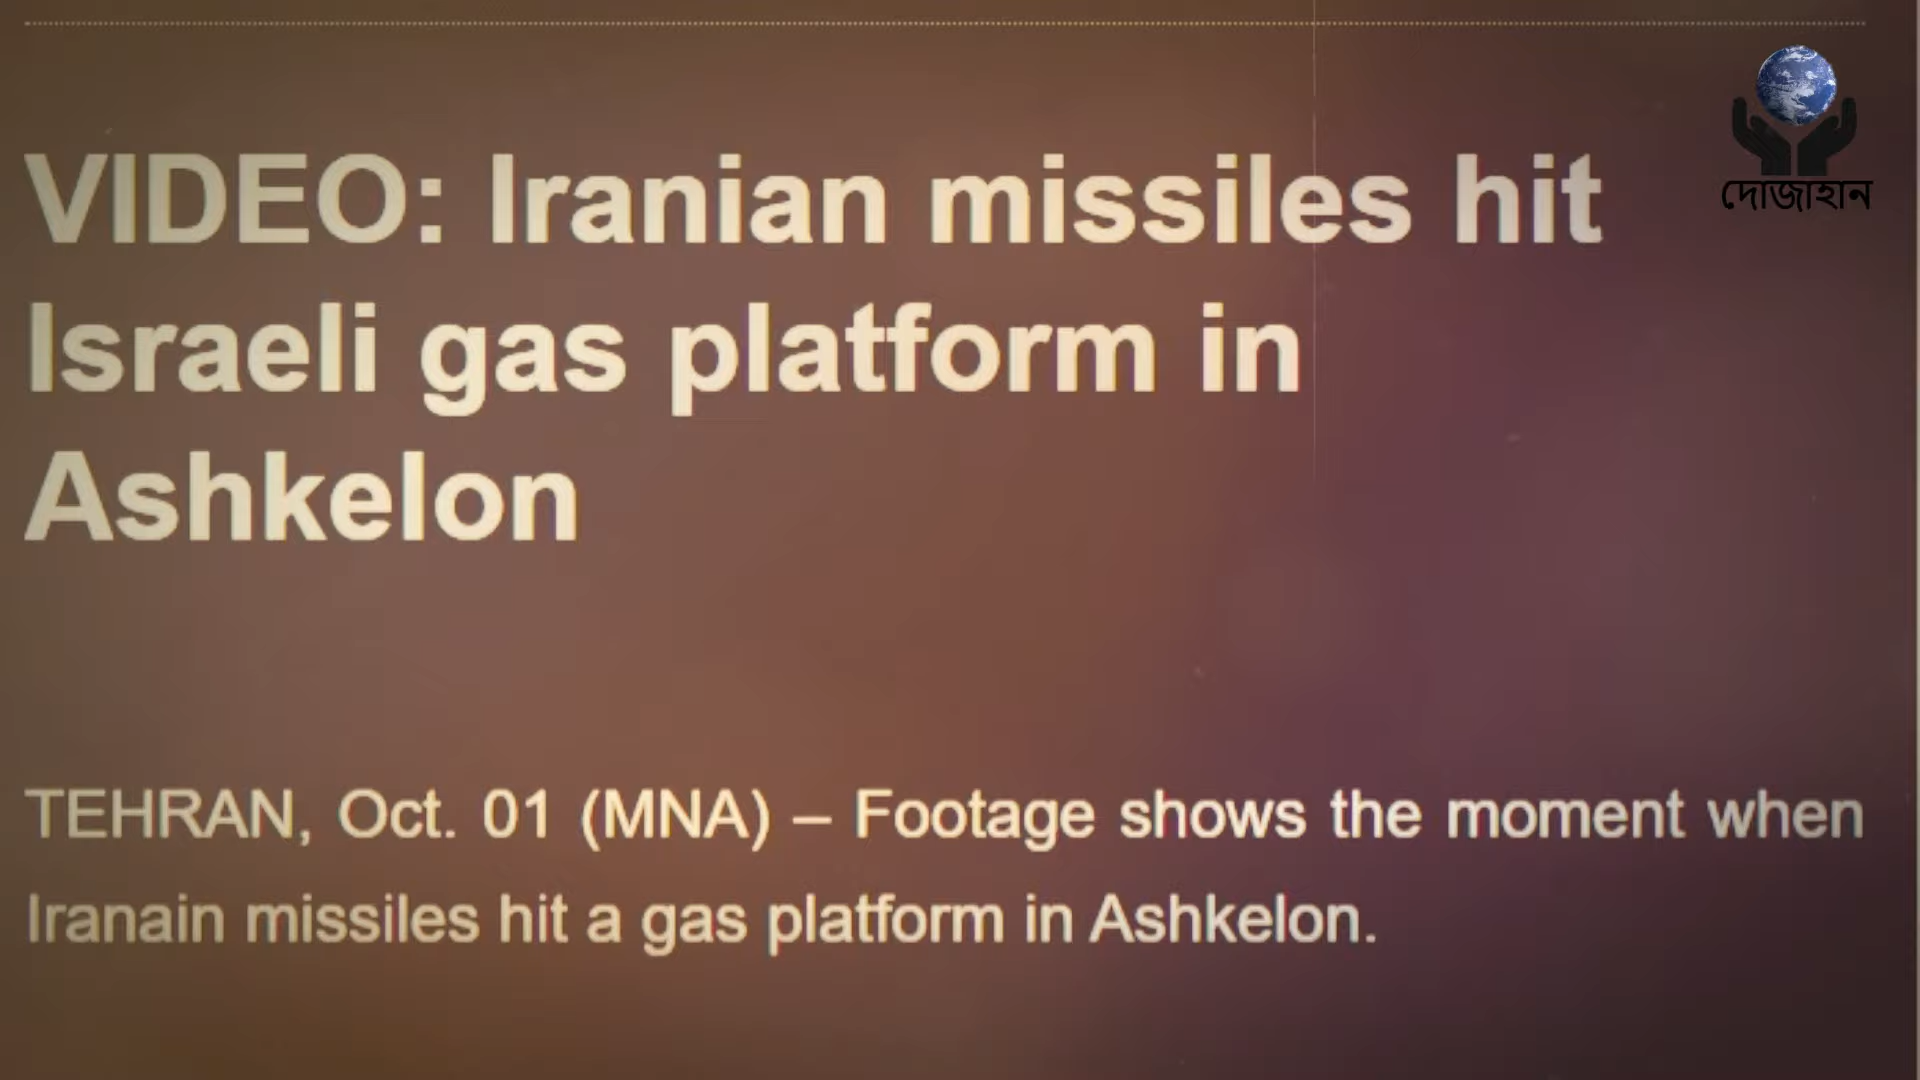 দোজাহান
VIDEO: Iranian missiles hit
Israeli gas platform in
Ashkelon
TEHRAN, Oct. 01 (MNA) – Footage shows the moment when
Iranain missiles hit a gas platform in Ashkelon.